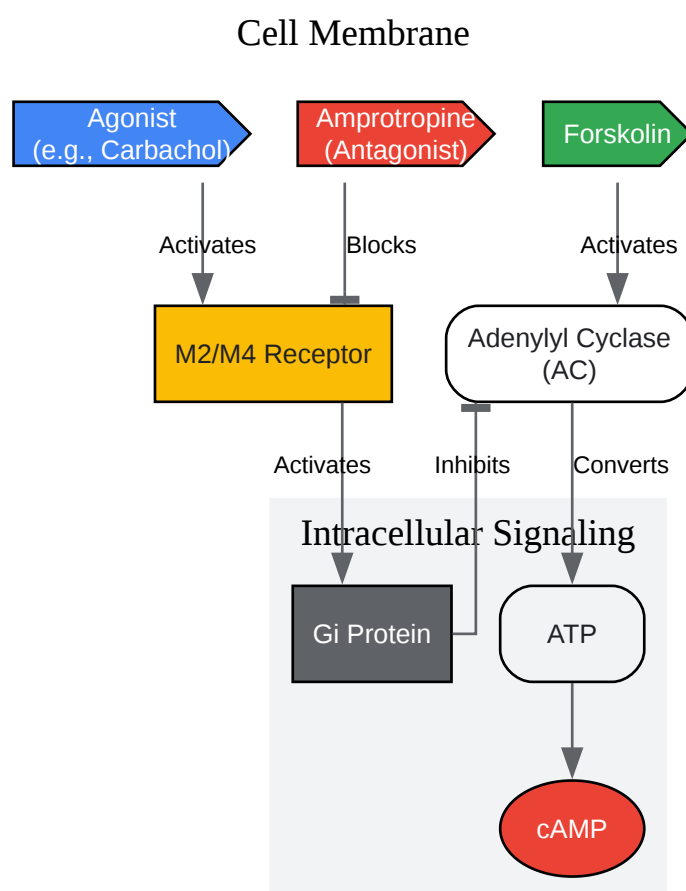 Cell Membrane
Agonist
(e.g., Carbachol)
Amprotropine
(Antagonist)
Forskolin
Activates
Blocks
Activates
M2/M4 Receptor
Adenylyl Cyclase
(AC)
Activates
Inhibits
Converts
Intracellular Signaling
Gi Protein
ATP
cAMP